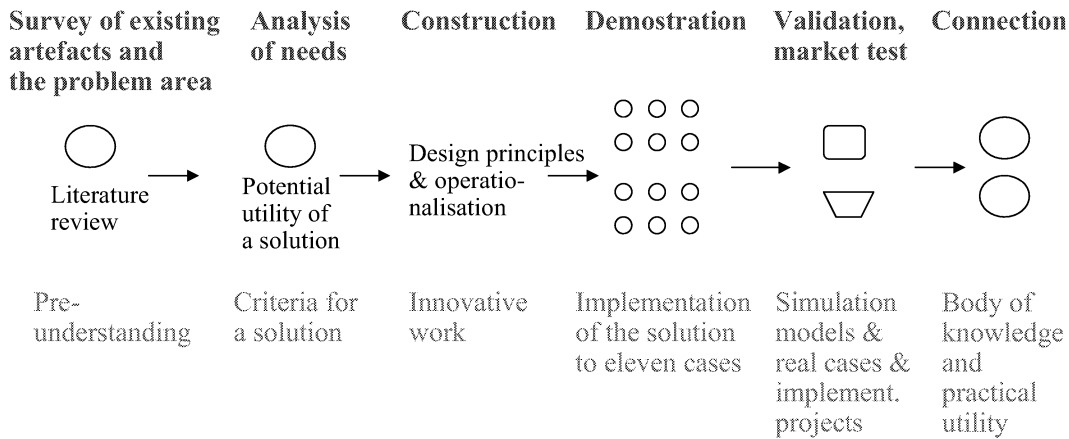 Survey of existing
artefacts and
the problem area
Analysis
of needs
Construction
Demostration
Validation,
market test
Connection
Literature
review
Potential
utility of
a solution
Design principles
& operatio-
nalisation
Pre-
understanding
Criteria for
a solution
Innovative
work
Implementation
of the solution
to eleven cases
Simulation
models &
real cases &
implement.
projects
Body of
knowledge
and
practical
utility